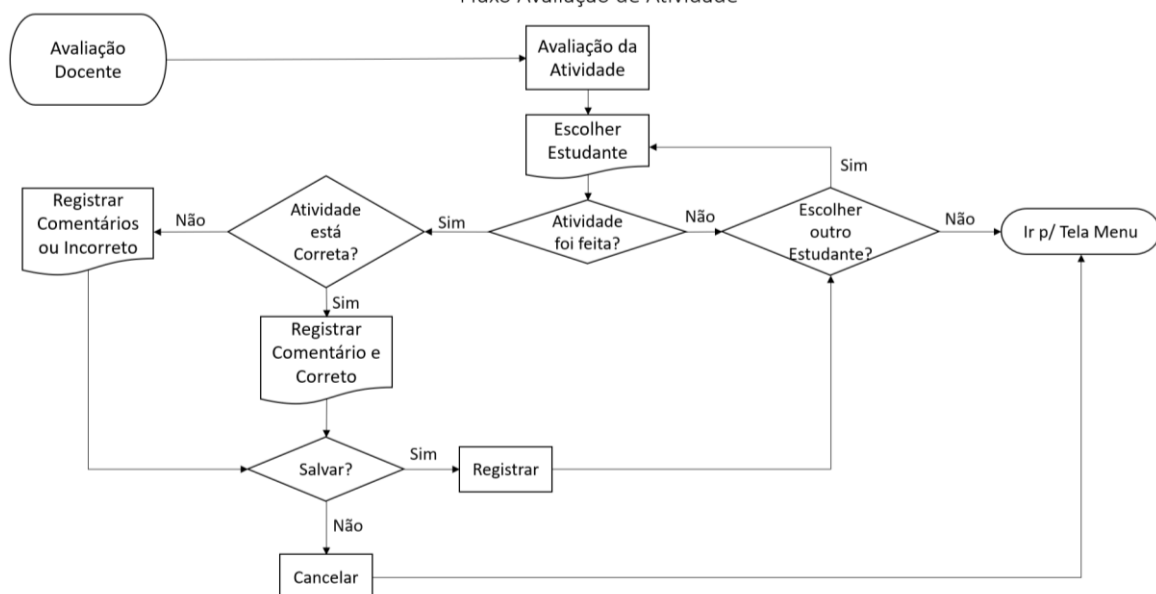 Fluxo Avaliação de Atividade
Avaliação
Docente
Avaliação da
Atividade
Escolher
Estudante
Sim
Registrar
Comentários
ou Incorreto
Não
Atividade
está
Correta?
Sim
Atividade
foi feita?
Não
Escolher
outro
Estudante?
Não
Ir p/ Tela Menu
Sim
Registrar
Comentário e
Correto
Salvar?
Sim
Registrar
Não
Cancelar